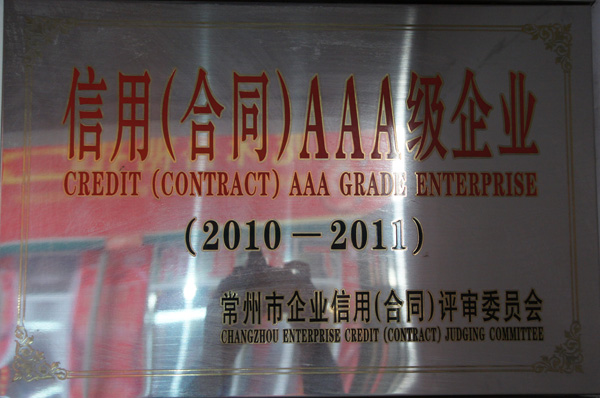 信用(合同)AAA级企业
CREDIT (CONTRACT) AAA GRADE ENTERPRISE
(2010－2011)
常州市企业信用(合同)评审委员会
CHANGZHOU ENTERPRISE CREDIT (CONTRACT) JUDGING COMMITTEE